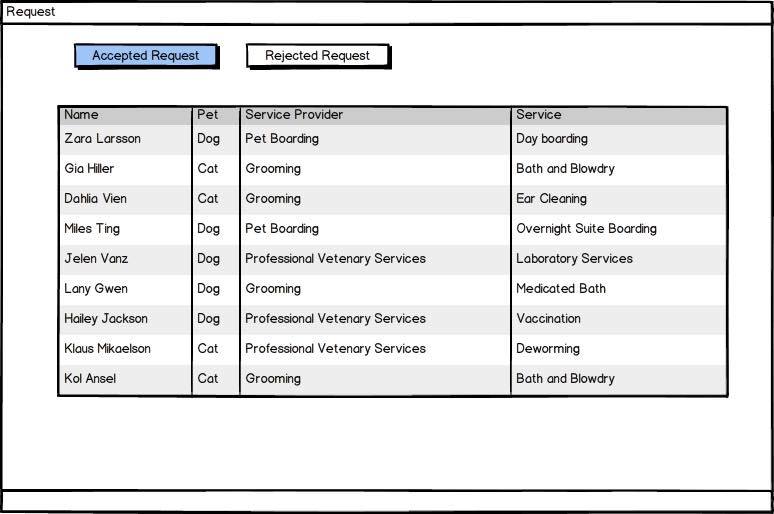 Request
Accepted Request Rejected Request
Name Pet Service Provider Service
Zara Larsson Dog Pet Boarding Day boarding
Gia Hiller Cat Grooming Bath and Blowdry
Dahlia Vien Cat Grooming Ear Cleaning
Miles Ting Dog Pet Boarding Overnight Suite Boarding
Jelen Vanz Dog Professional Vetenary Services Laboratory Services
Lany Gwen Dog Grooming Medicated Bath
Hailey Jackson Dog Professional Vetenary Services Vaccination
Klaus Mikaelson Cat Professional Vetenary Services Deworming
Kol Ansel Cat Grooming Bath and Blowdry